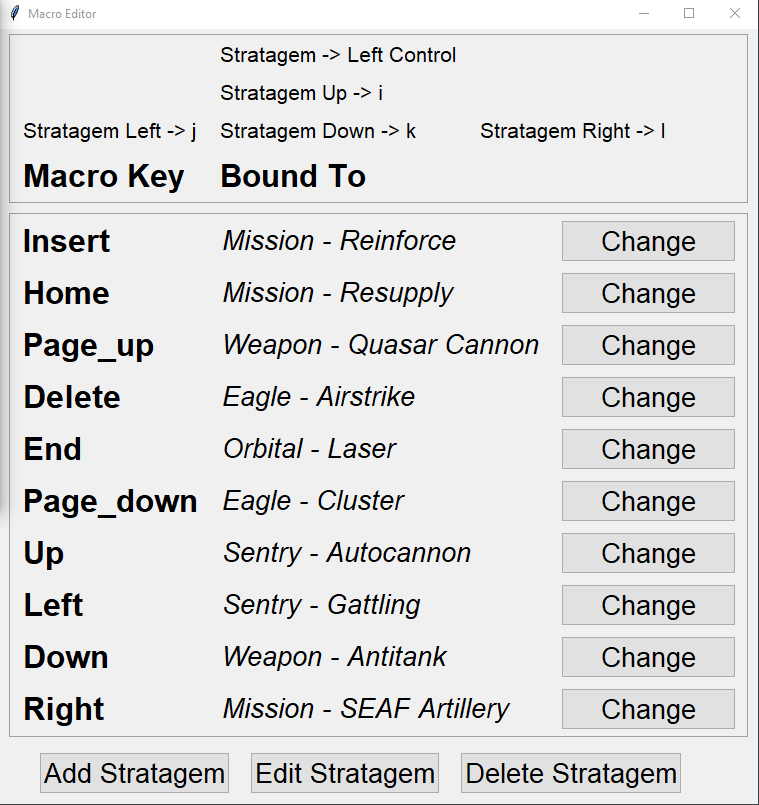 Macro Editor
Stratagem -> Left Control
Stratagem Up -> i
Stratagem Left -> j Stratagem Down -> k Stratagem Right -> l
Macro Key Bound To
Insert Mission - Reinforce Change
Home Mission - Resupply Change
Page_up Weapon - Quasar Cannon Change
Delete Eagle - Airstrike Change
End Orbital - Laser Change
Page_down Eagle - Cluster Change
Up Sentry - Autocannon Change
Left Sentry - Gattling Change
Down Weapon - Antitank Change
Right Mission - SEAF Artillery Change
Add Stratagem Edit Stratagem Delete Stratagem